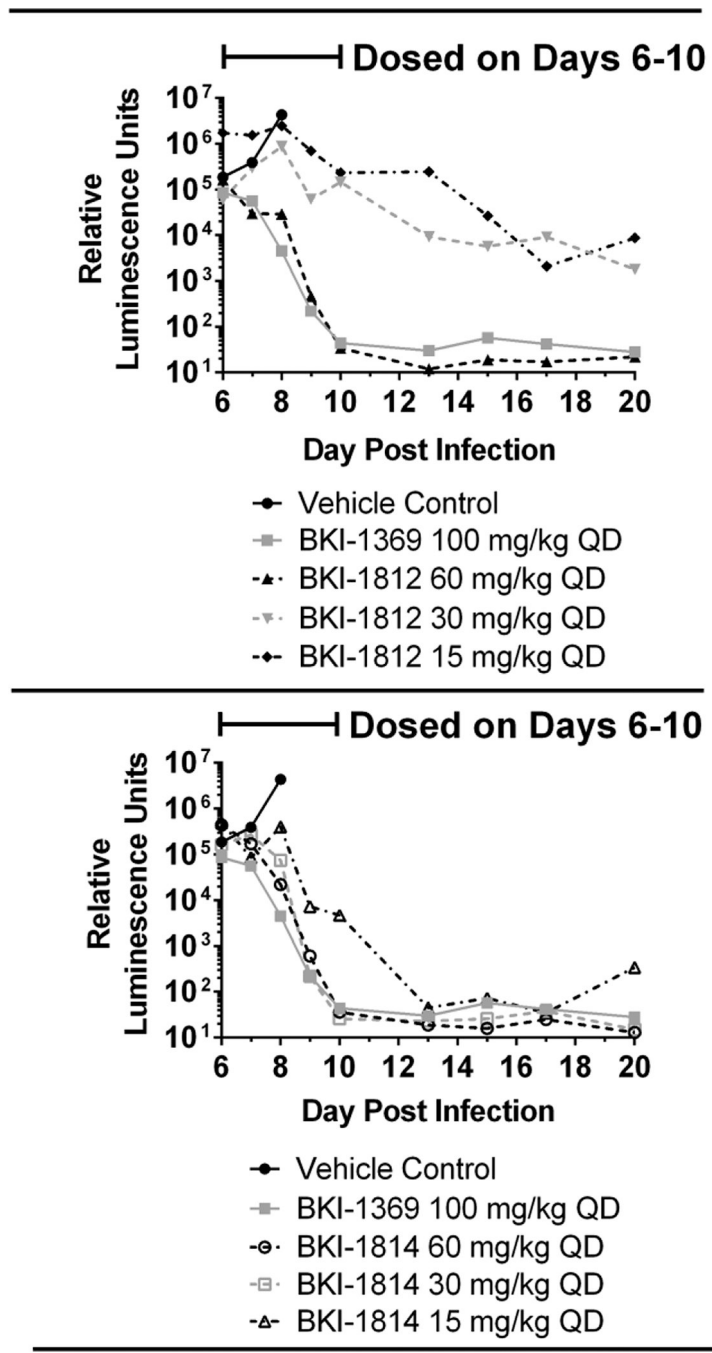 Dosed on Days 6-10
10^7
10^6
10^5
10^4
10^3
10^2
10^1
Relative
Luminescence Units
6 8 10 12 14 16 18 20
Day Post Infection
Vehicle Control
BKI-1369 100 mg/kg QD
BKI-1812 60 mg/kg QD
BKI-1812 30 mg/kg QD
BKI-1812 15 mg/kg QD
Dosed on Days 6-10
10^7
10^6
10^5
10^4
10^3
10^2
10^1
Relative
Luminescence Units
6 8 10 12 14 16 18 20
Day Post Infection
Vehicle Control
BKI-1369 100 mg/kg QD
BKI-1814 60 mg/kg QD
BKI-1814 30 mg/kg QD
BKI-1814 15 mg/kg QD